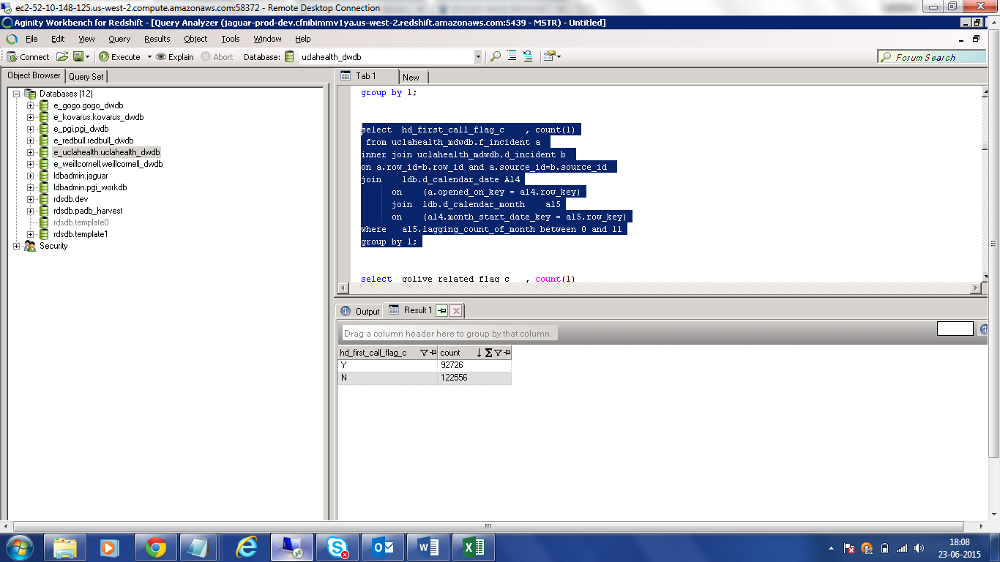 ec2-52-10-148-125.us-west-2.compute.amazonaws.com:58372 - Remote Desktop Connection
Aginity Workbench for Redshift - [Query Analyzer (jaguar-prod-dev.cfnibimmv1ya.us-west-2.redshift.amazonaws.com:5439 - MSTR) - Untitled]
File Edit View Query Results Object Tools Window Help
Connect Execute Explain Abort Database: uclahealth_dwdb Forum Search
Object Browser Query Set
Databases (12)
e_gogo.gogo_dwdb
e_kovarus.kovarus_dwdb
e_pgi.pgi_dwdb
e_redbull.redbull_dwdb
e_uclahealth.uclahealth_dwdb
e_weillcornell.weillcornell_dwdb
ldbadmin.jaguar
ldbadmin.pgi_workdb
rdsdb.dev
rdsdb.padb_harvest
rdsdb.template0
rdsdb.template1
Security
Tab 1 New
group by 1;
select hd_first_call_flag_c , count(1)
from uclahealth_mdwdb.f_incident a
inner join uclahealth_mdwdb.d_incident b
on a.row_id=b.row_id and a.source_id=b.source_id
join ldb.d_calendar_date A14
on (a.opened_on_key = a14.row_key)
join ldb.d_calendar_month a15
on (a14.month_start_date_key = a15.row_key)
where a15.lagging_count_of_month between 0 and 11
group by 1;
select golive_related_flag_c , count(1)
Output Result 1
Drag a column header here to group by that column.
hd_first_call_flag_c count
Y 92726
N 122556
18:08
23-06-2015